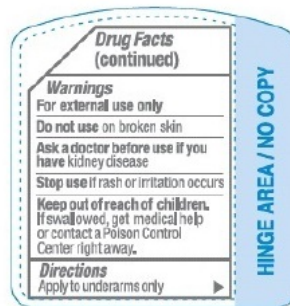 Drug Facts
(continued)
Warnings
For external use only
Do not use on broken skin
Ask a doctor before use if you
have kidney disease
Stop use if rash or irritation occurs
Keep out of reach of children.
If swallowed, get medical help
or contact a Poison Control
Center right away.
Directions
Apply to underarms only
HINGE AREA / NO COPY